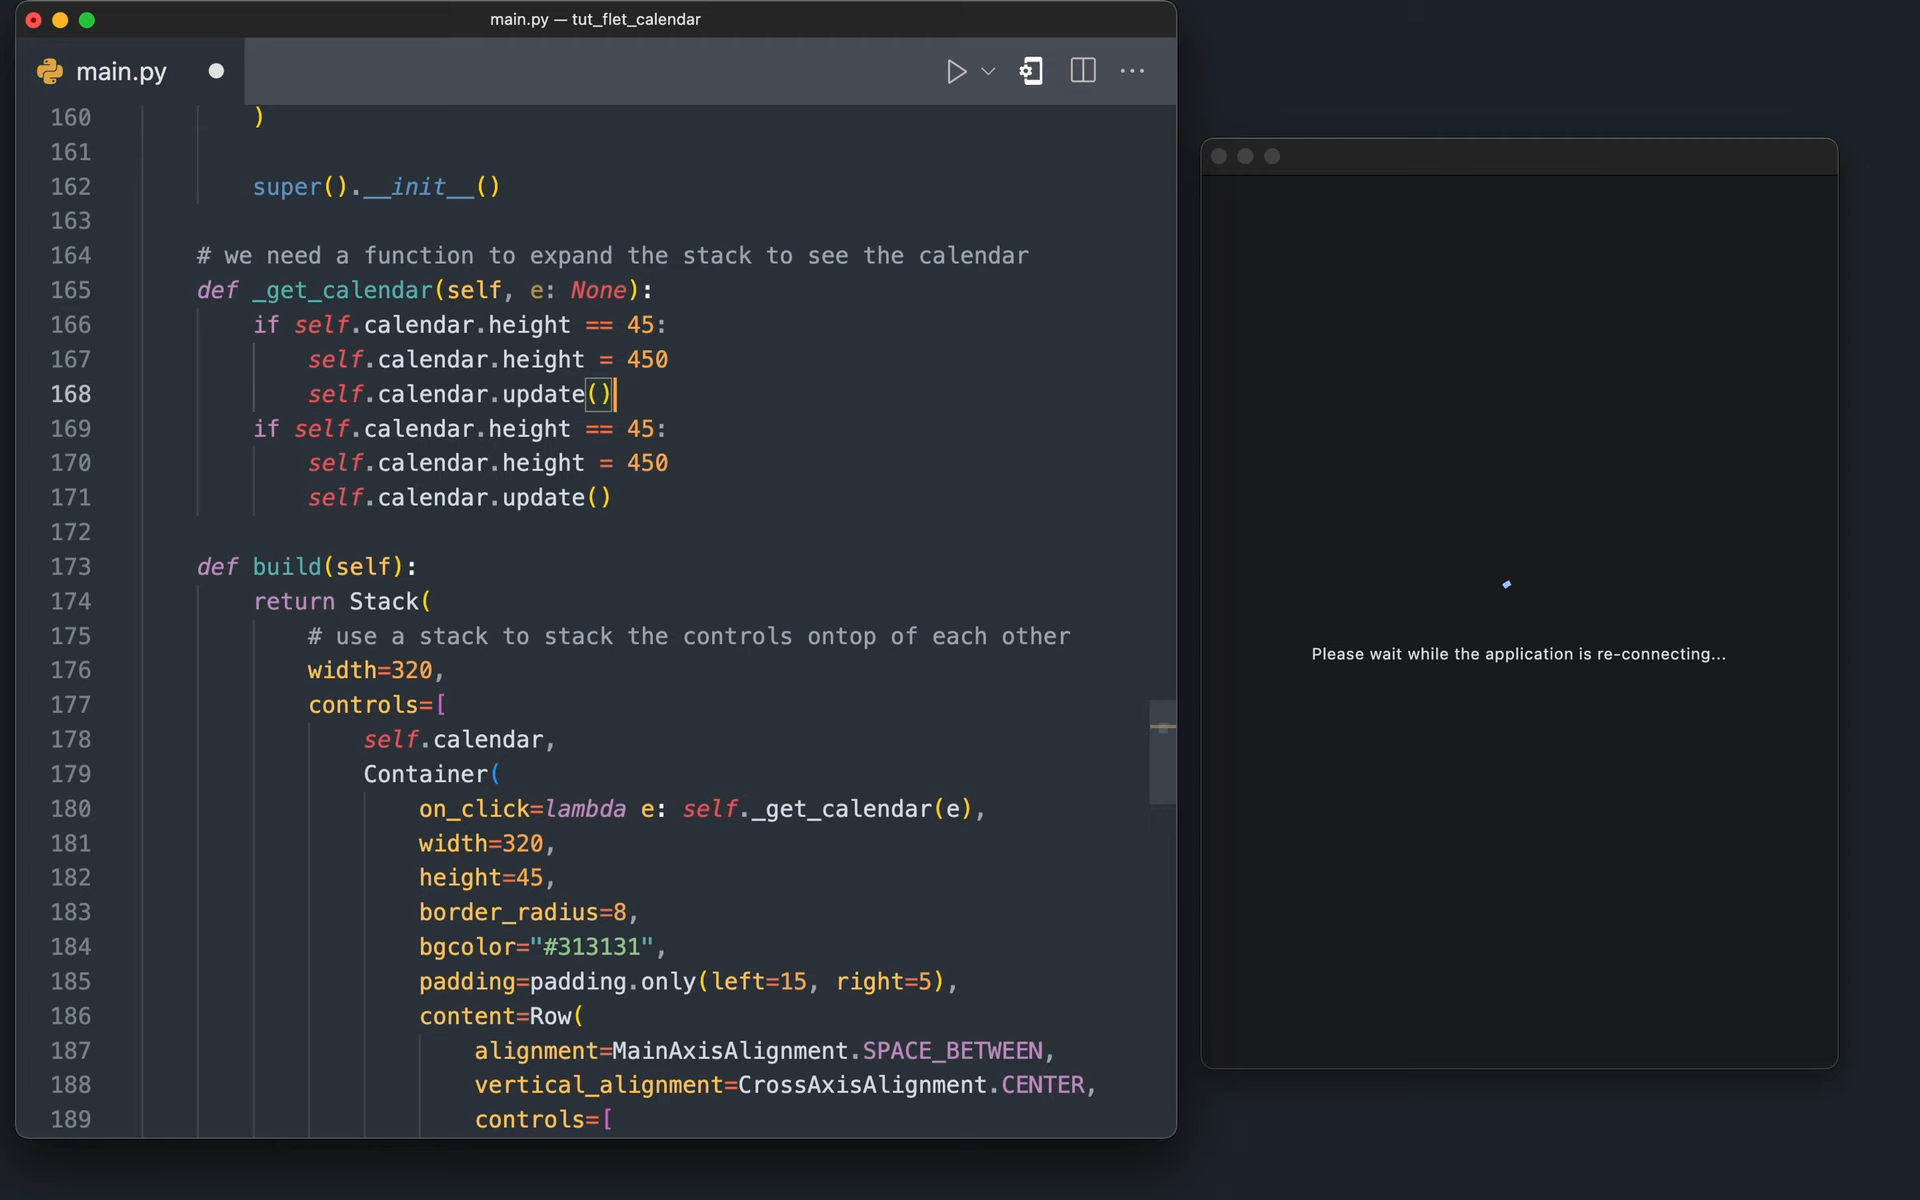 main.py — tut_flet_calendar
main.py
160 )
161
162 super().__init__()
163
164 # we need a function to expand the stack to see the calendar
165 def _get_calendar(self, e: None):
166 if self.calendar.height == 45:
167 self.calendar.height = 450
168 self.calendar.update()
169 if self.calendar.height == 45:
170 self.calendar.height = 450
171 self.calendar.update()
172
173 def build(self):
174 return Stack(
175 # use a stack to stack the controls ontop of each other
176 width=320,
177 controls=[
178 self.calendar,
179 Container(
180 on_click=lambda e: self._get_calendar(e),
181 width=320,
182 height=45,
183 border_radius=8,
184 bgcolor="#313131",
185 padding=padding.only(left=15, right=5),
186 content=Row(
187 alignment=MainAxisAlignment.SPACE_BETWEEN,
188 vertical_alignment=CrossAxisAlignment.CENTER,
189 controls=[
Please wait while the application is re-connecting...